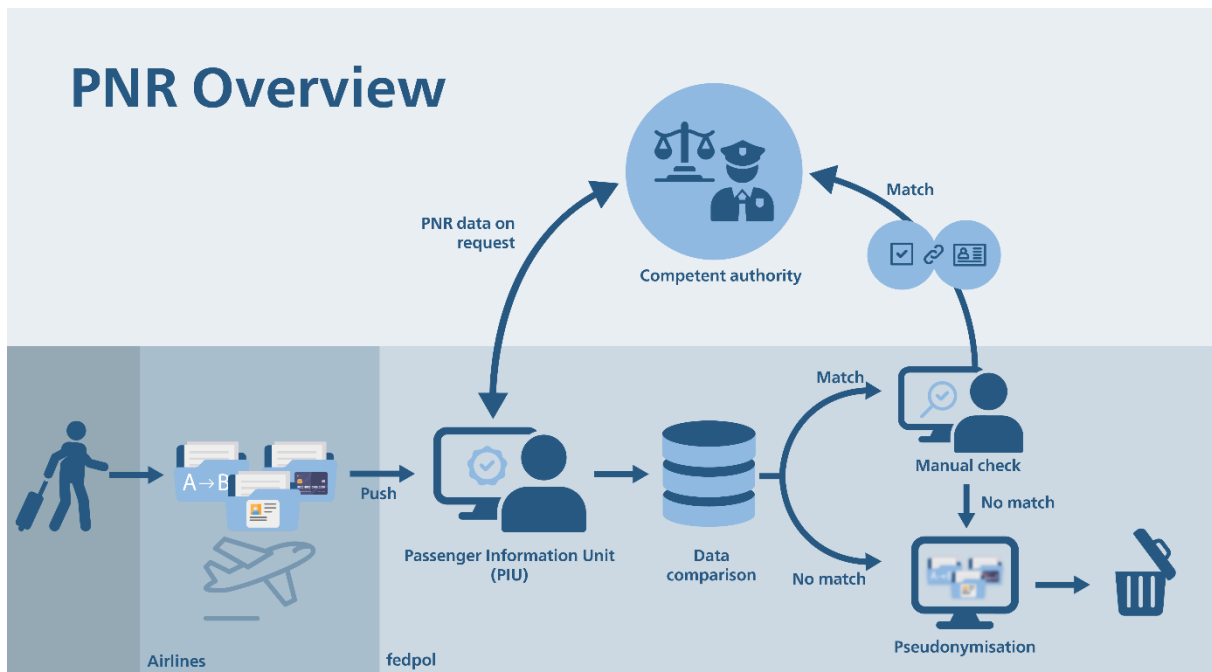 PNR Overview
Match
PNR data on
request
Competent authority
Match
Manual check
A→B
Push
No match
Passenger Information Unit
(PIU)
Data
comparison
No match
Pseudonymisation
Airlines
fedpol